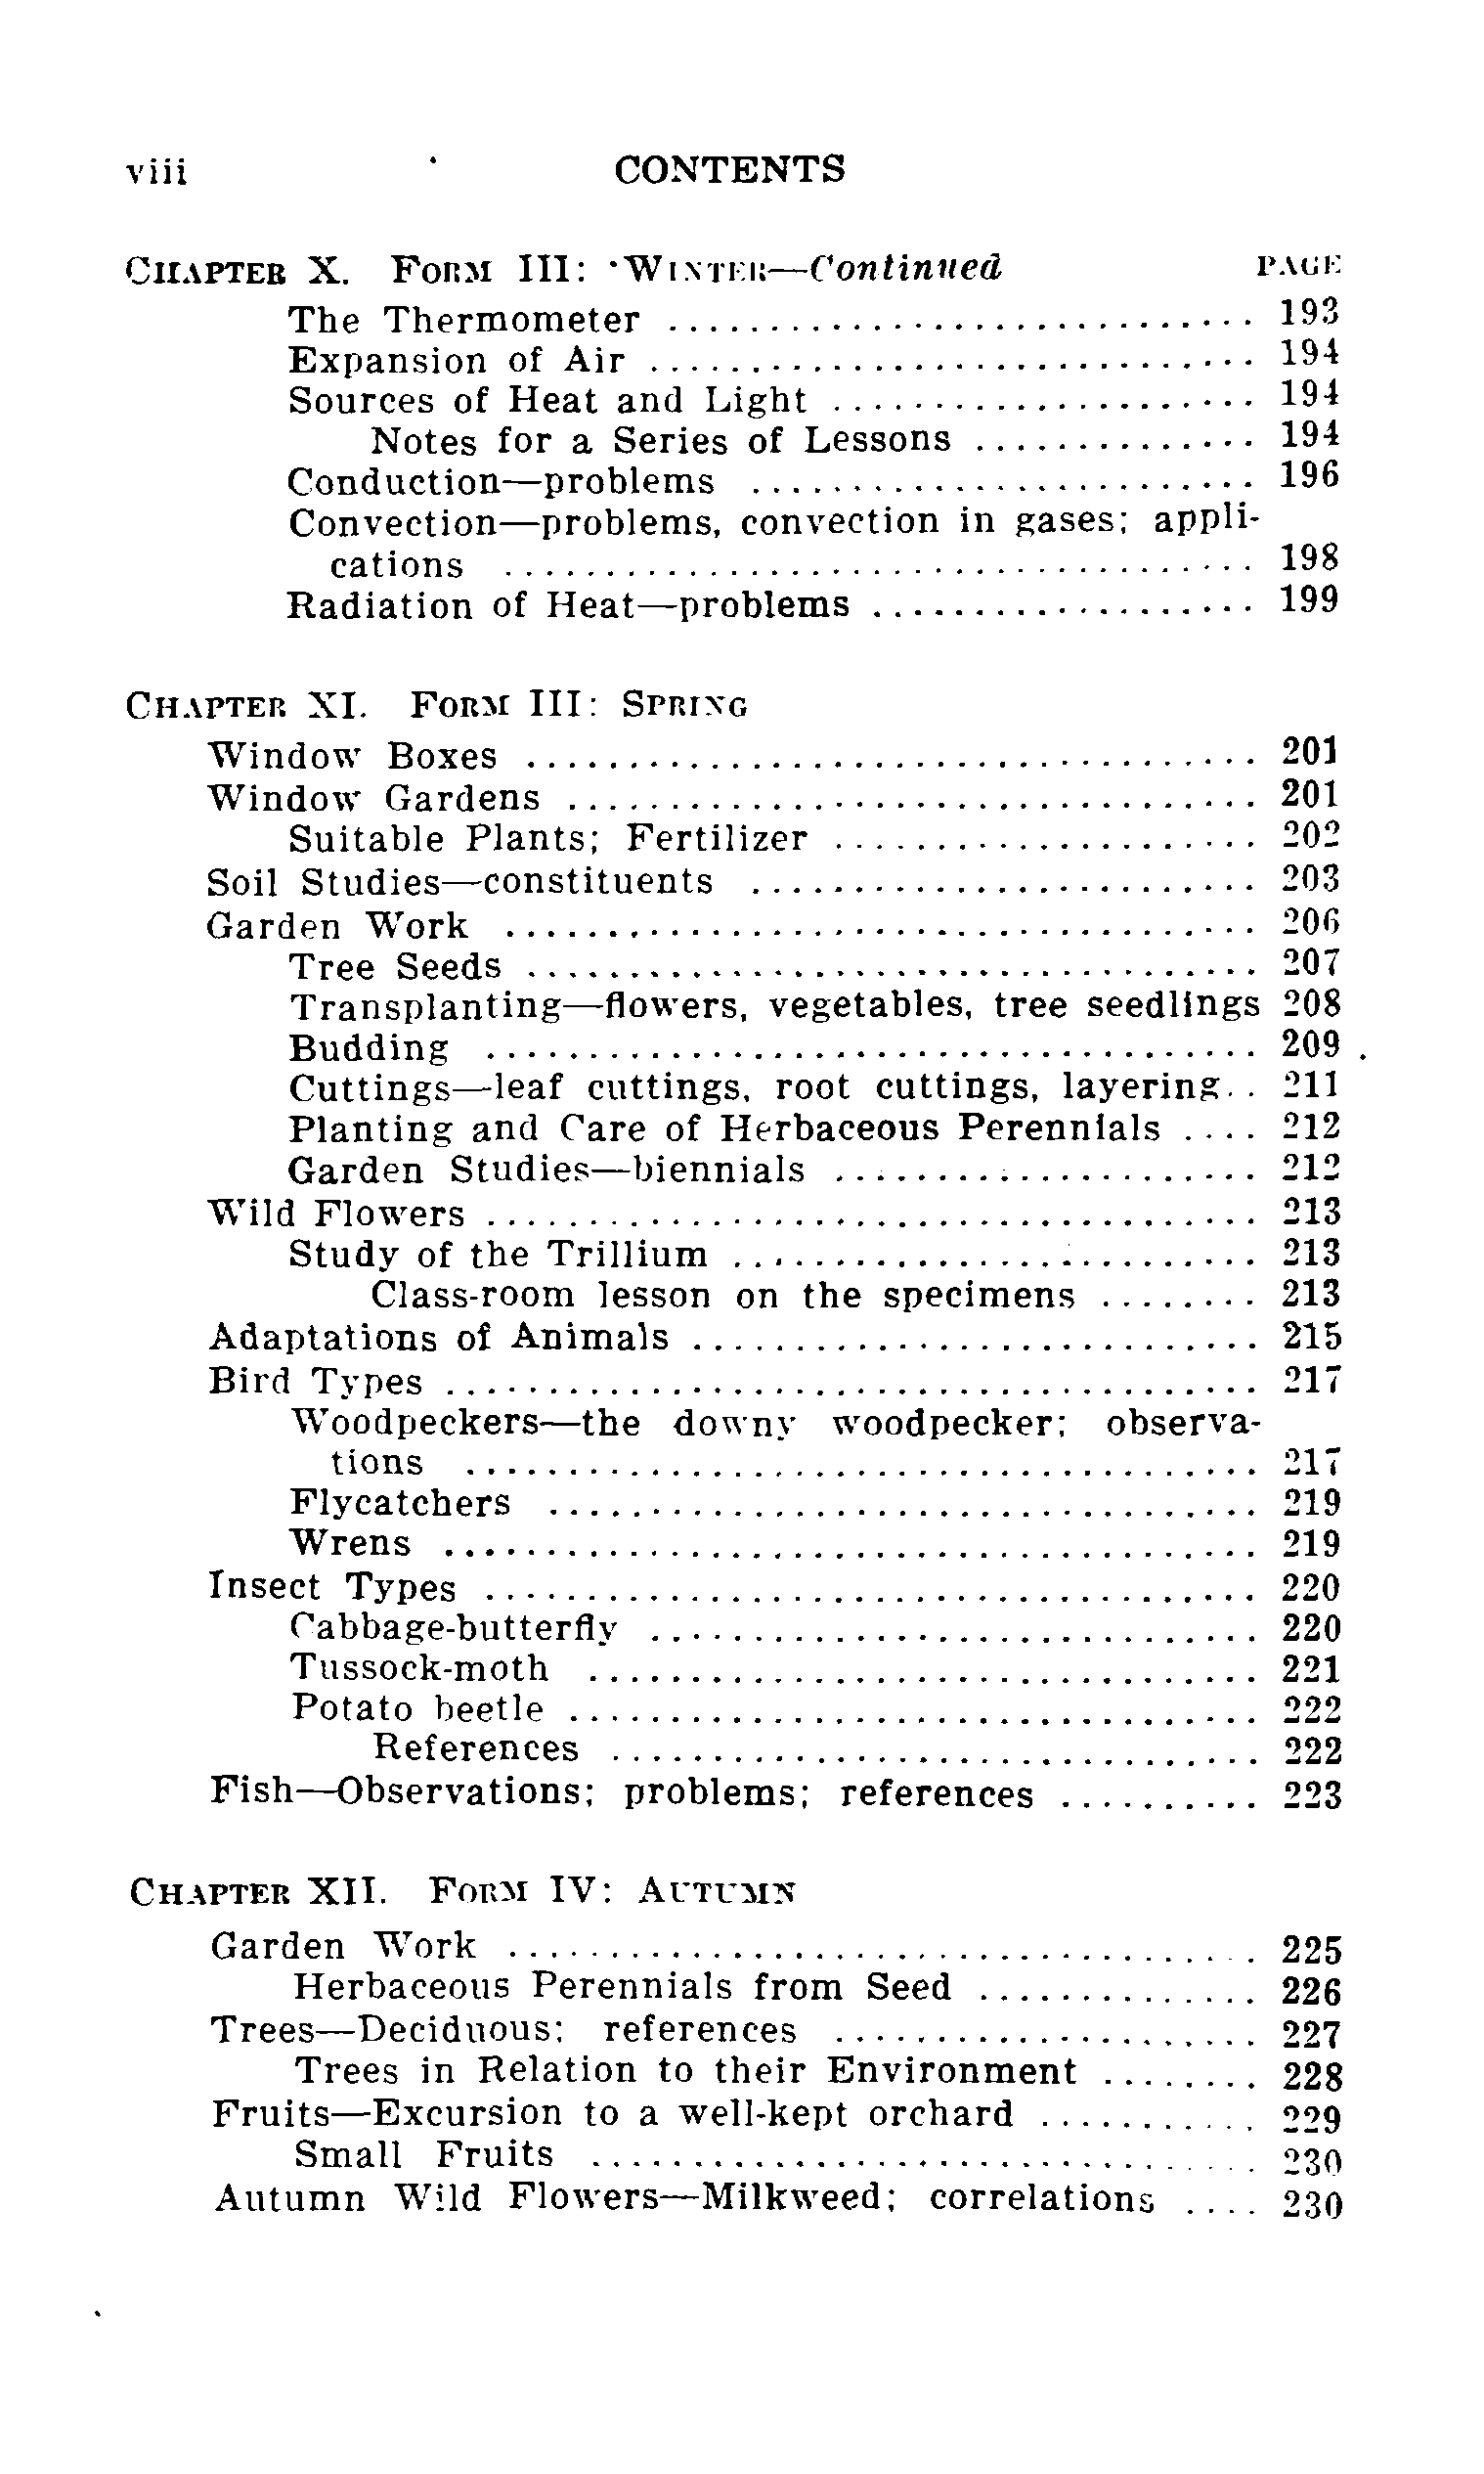 viii CONTENTS
CHAPTER X. FORM III: WINTER—Continued PAGE
The Thermometer ............................. 193
Expansion of Air .............................. 194
Sources of Heat and Light ..................... 194
Notes for a Series of Lessons .............. 194
Conduction—problems ......................... 196
Convection—problems, convection in gases; appli-
cations ..................................... 198
Radiation of Heat—problems ................... 199
CHAPTER XI. FORM III: SPRING
Window Boxes .................................... 201
Window Gardens .................................. 201
Suitable Plants; Fertilizer ..................... 202
Soil Studies—constituents ......................... 203
Garden Work ..................................... 206
Tree Seeds .................................... 207
Transplanting—flowers, vegetables, tree seedlings 208
Budding ...................................... 209
Cuttings—leaf cuttings, root cuttings, layering.. 211
Planting and Care of Herbaceous Perennials .... 212
Garden Studies—biennials ..................... 212
Wild Flowers ...................................... 213
Study of the Trillium .......................... 213
Class-room lesson on the specimens ........ 213
Adaptations of Animals ............................ 215
Bird Types ........................................ 217
Woodpeckers—the downy woodpecker; observa-
tions ....................................... 217
Flycatchers ................................... 219
Wrens ........................................ 219
Insect Types ...................................... 220
Cabbage-butterfly .............................. 220
Tussock-moth ................................. 221
Potato beetle .................................. 222
References ................................ 222
Fish—Observations; problems; references .......... 223
CHAPTER XII. FORM IV: AUTUMN
Garden Work ..................................... 225
Herbaceous Perennials from Seed .............. 226
Trees—Deciduous; references ..................... 227
Trees in Relation to their Environment ........ 228
Fruits—Excursion to a well-kept orchard ........... 229
Small Fruits ................................. 230
Autumn Wild Flowers—Milkweed; correlations .... 230